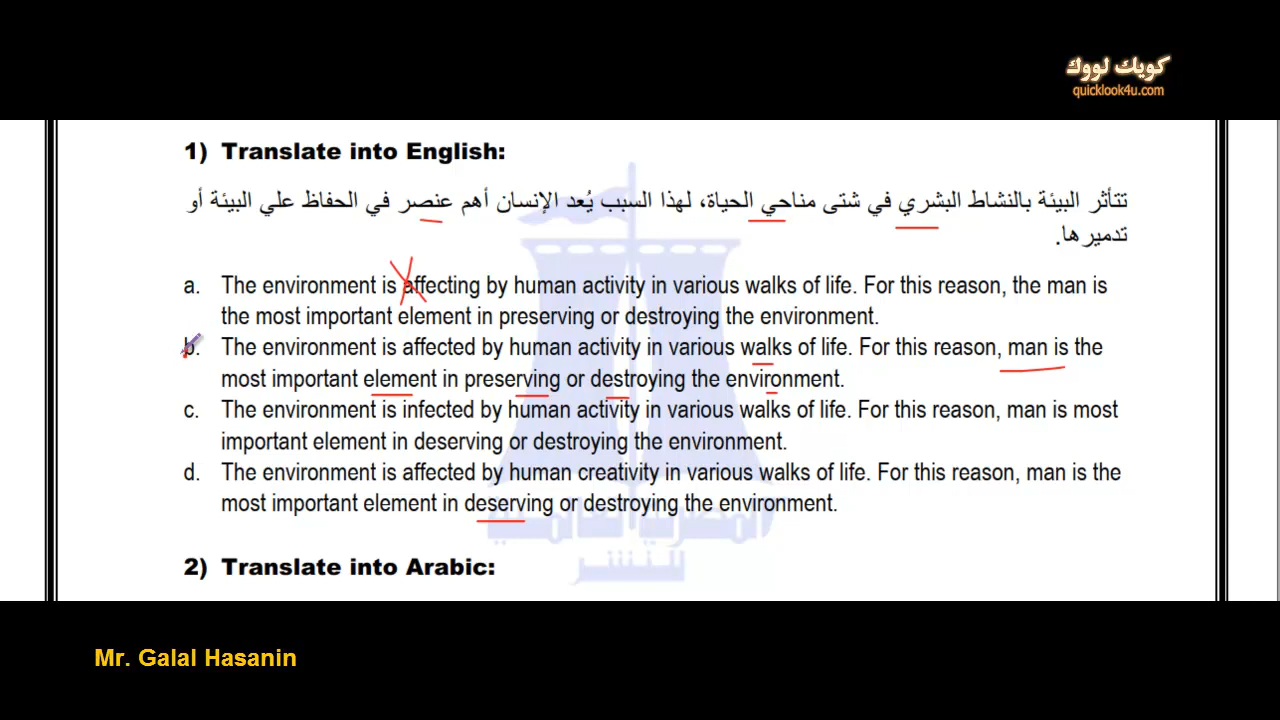 كويك لووك
quicklook4u.com
1) Translate into English:
تتأثر البيئة بالنشاط البشري في شتى مناحي الحياة، لهذا السبب يُعد الإنسان أهم عنصر في الحفاظ علي البيئة أو
تدميرها.
a. The environment is affecting by human activity in various walks of life. For this reason, the man is
the most important element in preserving or destroying the environment.
b. The environment is affected by human activity in various walks of life. For this reason, man is the
most important element in preserving or destroying the environment.
c. The environment is infected by human activity in various walks of life. For this reason, man is most
important element in deserving or destroying the environment.
d. The environment is affected by human creativity in various walks of life. For this reason, man is the
most important element in deserving or destroying the environment.
المصرية العالمية
للنشر
2) Translate into Arabic:
Mr. Galal Hasanin